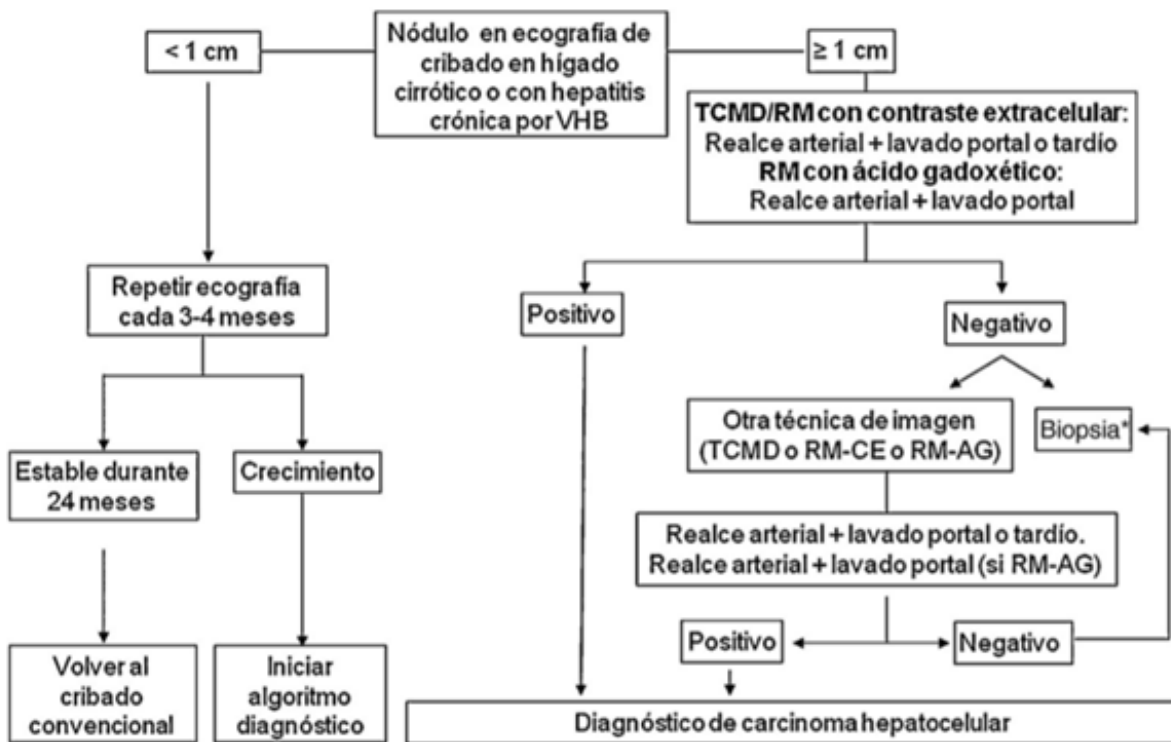 Nódulo en ecografía de
cribado en hígado
cirrótico o con hepatitis
crónica por VHB
< 1 cm
≥ 1 cm
TCMD/RM con contraste extracelular:
Realce arterial + lavado portal o tardío
RM con ácido gadoxético:
Realce arterial + lavado portal
Repetir ecografía
cada 3-4 meses
Positivo
Negativo
Otra técnica de imagen
(TCMD o RM-CE o RM-AG)
Biopsia*
Estable durante
24 meses
Crecimiento
Realce arterial + lavado portal o tardío.
Realce arterial + lavado portal (si RM-AG)
Positivo
Negativo
Volver al
cribado
convencional
Iniciar
algoritmo
diagnóstico
Diagnóstico de carcinoma hepatocelular